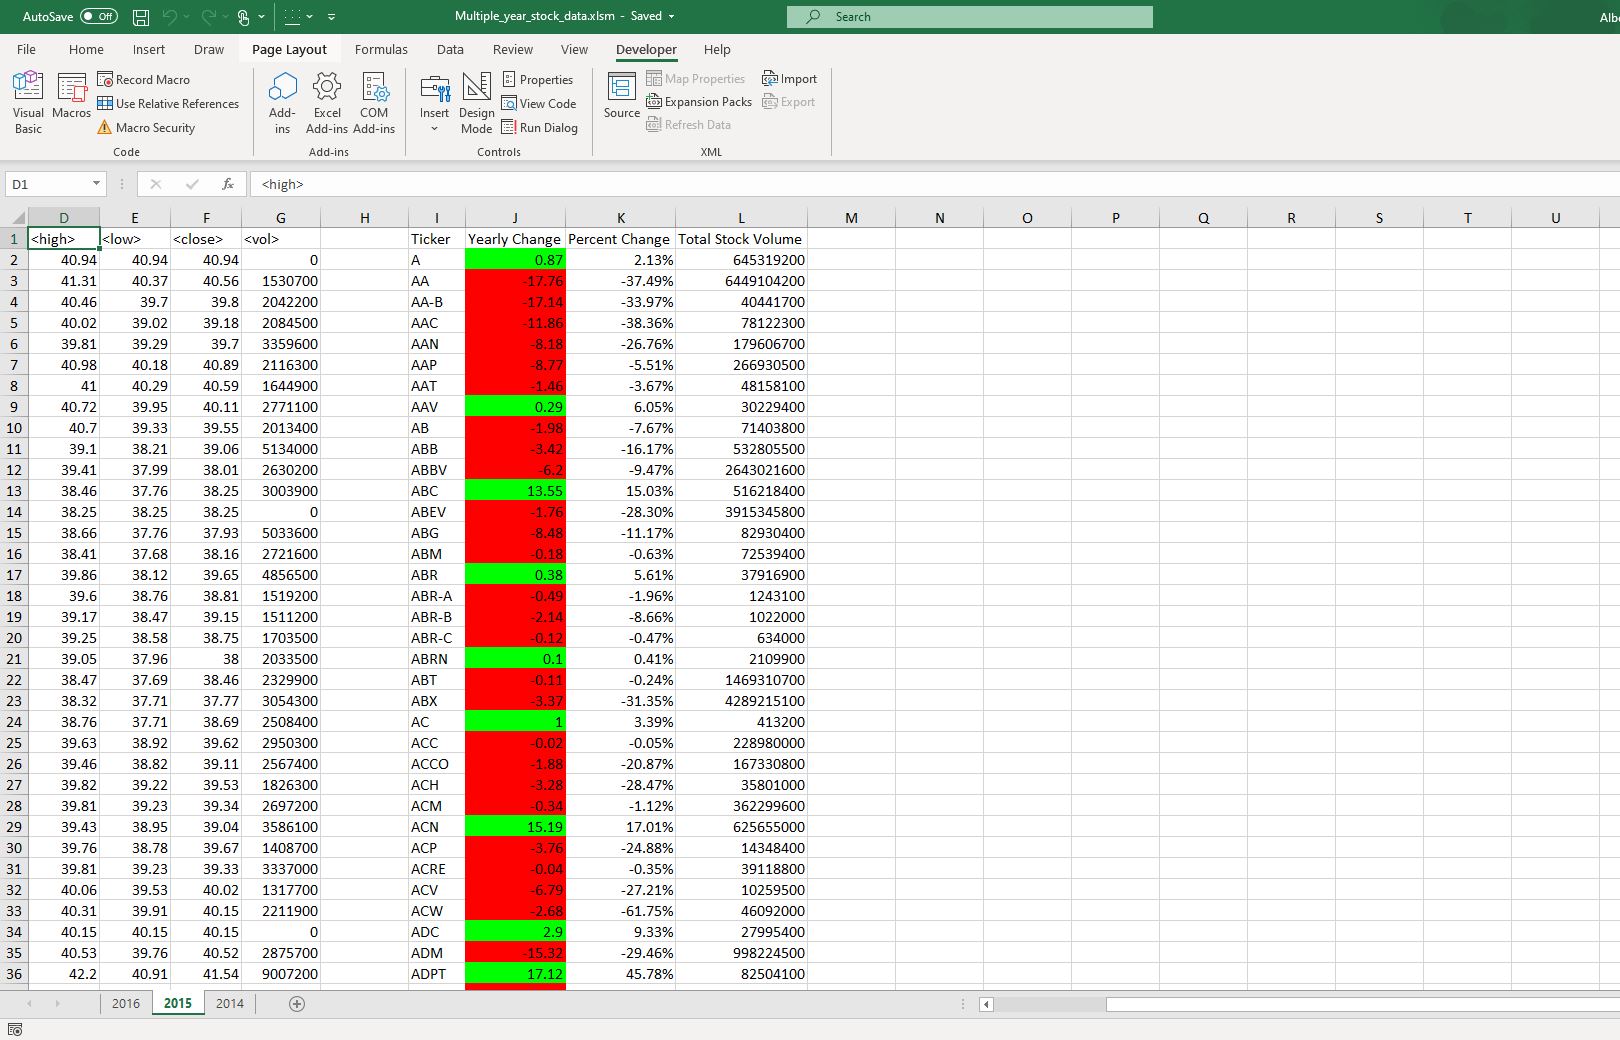 AutoSave Off Multiple_year_stock_data.xlsm - Saved Search Albe
File Home Insert Draw Page Layout Formulas Data Review View Developer Help
Visual Basic
Macros
Record Macro
Use Relative References
Macro Security
Code
Add-ins
Excel Add-ins
COM Add-ins
Add-ins
Insert
Design Mode
Properties
View Code
Run Dialog
Controls
Source
Map Properties
Expansion Packs
Refresh Data
Import
Export
XML
D1 fx <high>
D E F G H I J K L M N O P Q R S T U
1 <high> <low> <close> <vol> Ticker Yearly Change Percent Change Total Stock Volume
2 40.94 40.94 40.94 0 A 0.87 2.13% 645319200
3 41.31 40.37 40.56 1530700 AA -17.76 -37.49% 6449104200
4 40.46 39.7 39.8 2042200 AA-B -17.14 -33.97% 40441700
5 40.02 39.02 39.18 2084500 AAC -11.86 -38.36% 78122300
6 39.81 39.29 39.7 3359600 AAN -8.18 -26.76% 179606700
7 40.98 40.18 40.89 2116300 AAP -8.77 -5.51% 266930500
8 41 40.29 40.59 1644900 AAT -1.46 -3.67% 48158100
9 40.72 39.95 40.11 2771100 AAV 0.29 6.05% 30229400
10 40.7 39.33 39.55 2013400 AB -1.98 -7.67% 71403800
11 39.1 38.21 39.06 5134000 ABB -3.42 -16.17% 532805500
12 39.41 37.99 38.01 2630200 ABBV -6.2 -9.47% 2643021600
13 38.46 37.76 38.25 3003900 ABC 13.55 15.03% 516218400
14 38.25 38.25 38.25 0 ABEV -1.76 -28.30% 3915345800
15 38.66 37.76 37.93 5033600 ABG -8.48 -11.17% 82930400
16 38.41 37.68 38.16 2721600 ABM -0.18 -0.63% 72539400
17 39.86 38.12 39.65 4856500 ABR 0.38 5.61% 37916900
18 39.6 38.76 38.81 1519200 ABR-A -0.49 -1.96% 1243100
19 39.17 38.47 39.15 1511200 ABR-B -2.14 -8.66% 1022000
20 39.25 38.58 38.75 1703500 ABR-C -0.12 -0.47% 634000
21 39.05 37.96 38 2033500 ABRN 0.1 0.41% 2109900
22 38.47 37.69 38.46 2329900 ABT -0.11 -0.24% 1469310700
23 38.32 37.71 37.77 3054300 ABX -3.37 -31.35% 4289215100
24 38.76 37.71 38.69 2508400 AC 1 3.39% 413200
25 39.63 38.92 39.62 2950300 ACC -0.02 -0.05% 228980000
26 39.46 38.82 39.11 2567400 ACCO -1.88 -20.87% 167330800
27 39.82 39.22 39.53 1826300 ACH -3.28 -28.47% 35801000
28 39.81 39.23 39.34 2697200 ACM -0.34 -1.12% 362299600
29 39.43 38.95 39.04 3586100 ACN 15.19 17.01% 625655000
30 39.76 38.78 39.67 1408700 ACP -3.76 -24.88% 14348400
31 39.81 39.23 39.33 3337000 ACRE -0.04 -0.35% 39118800
32 40.06 39.53 40.02 1317700 ACV -6.79 -27.21% 10259500
33 40.31 39.91 40.15 2211900 ACW -2.68 -61.75% 46092000
34 40.15 40.15 40.15 0 ADC 2.9 9.33% 27995400
35 40.53 39.76 40.52 2875700 ADM -15.32 -29.46% 998224500
36 42.2 40.91 41.54 9007200 ADPT 17.12 45.78% 82504100
2016 2015 2014